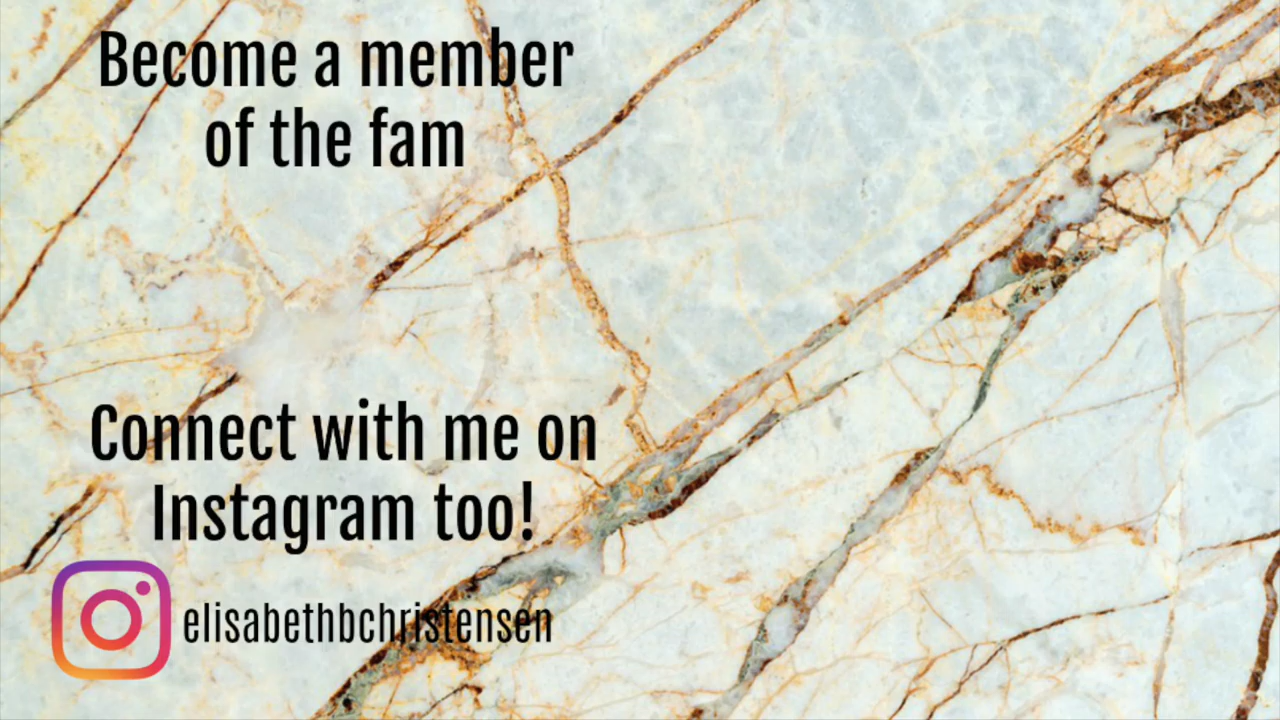 Become a member
of the fam
Connect with me on
Instagram too!
elisabethbchristensen